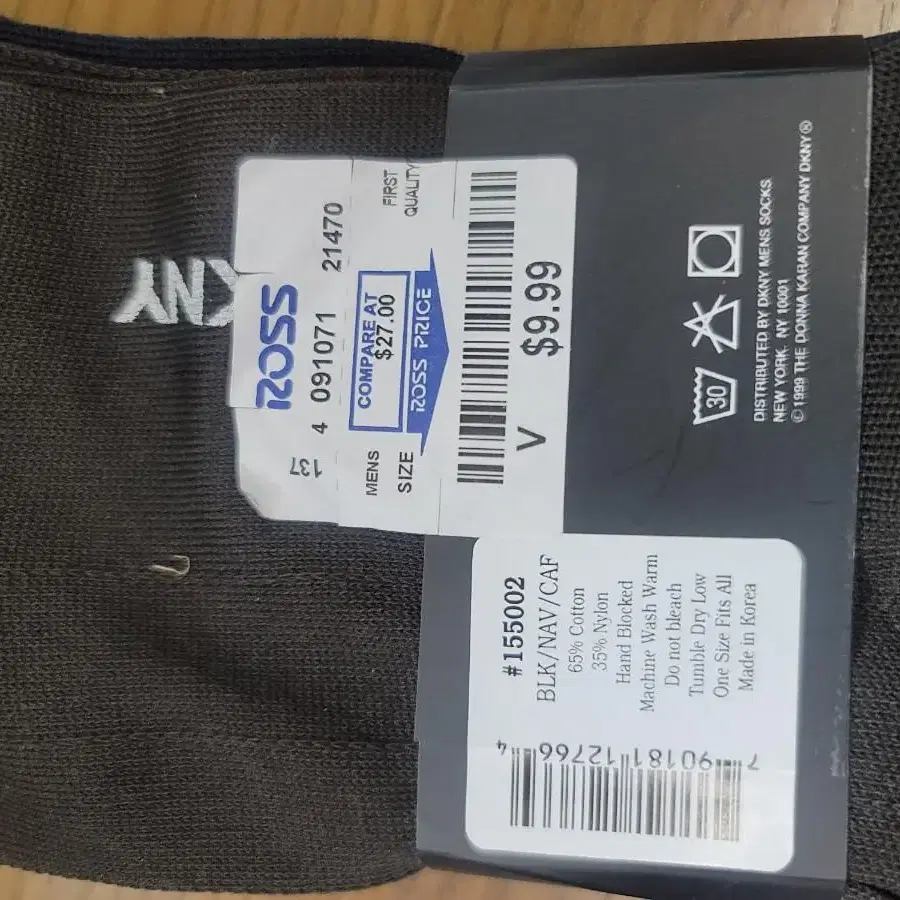 KNY
ROSS
137 4 091071 21470
FIRST
QUALITY
COMPARE AT
$27.00
ROSS PRICE
MENS
SIZE
V $9.99
30
DISTRIBUTED BY DKNY MENS SOCKS
NEW YORK, NY 10001
©1999 THE DONNA KARAN COMPANY DKNY®
#155002
BLK/NAV/CAF
65% Cotton
35% Nylon
Hand Blocked
Machine Wash Warm
Do not bleach
Tumble Dry Low
One Size Fits All
Made in Korea
7 90181 12766 4